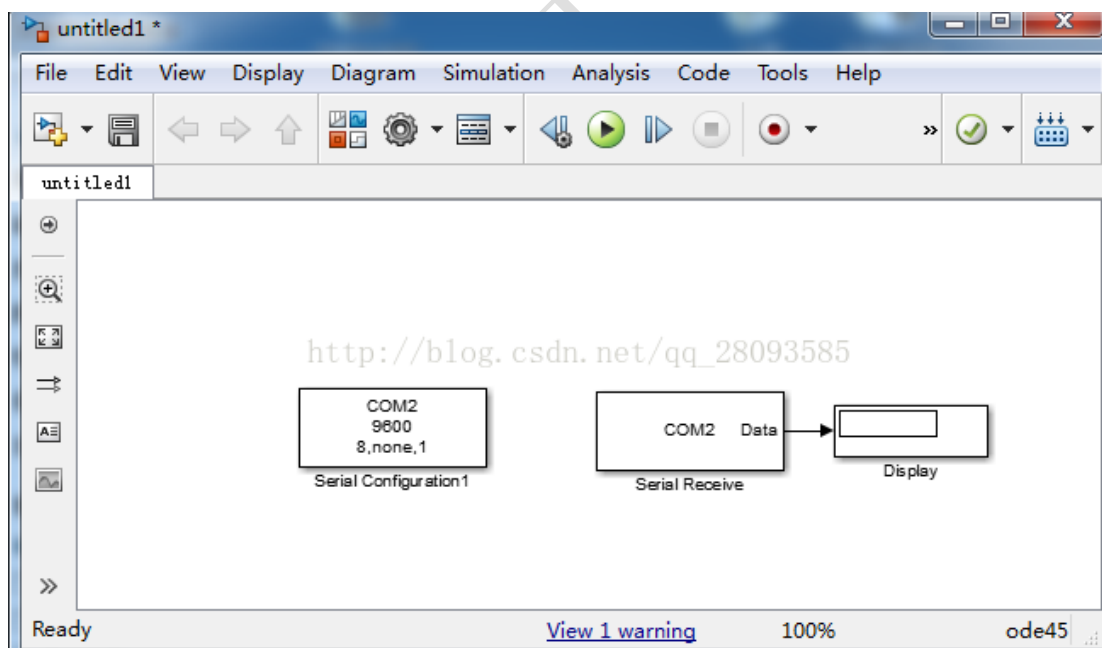 untitled1 *
File Edit View Display Diagram Simulation Analysis Code Tools Help
»
untitled1
http://blog.csdn.net/qq_28093585
COM2
9600
8,none,1
Serial Configuration1
COM2 Data
Serial Receive
Display
A
»
Ready View 1 warning 100% ode45